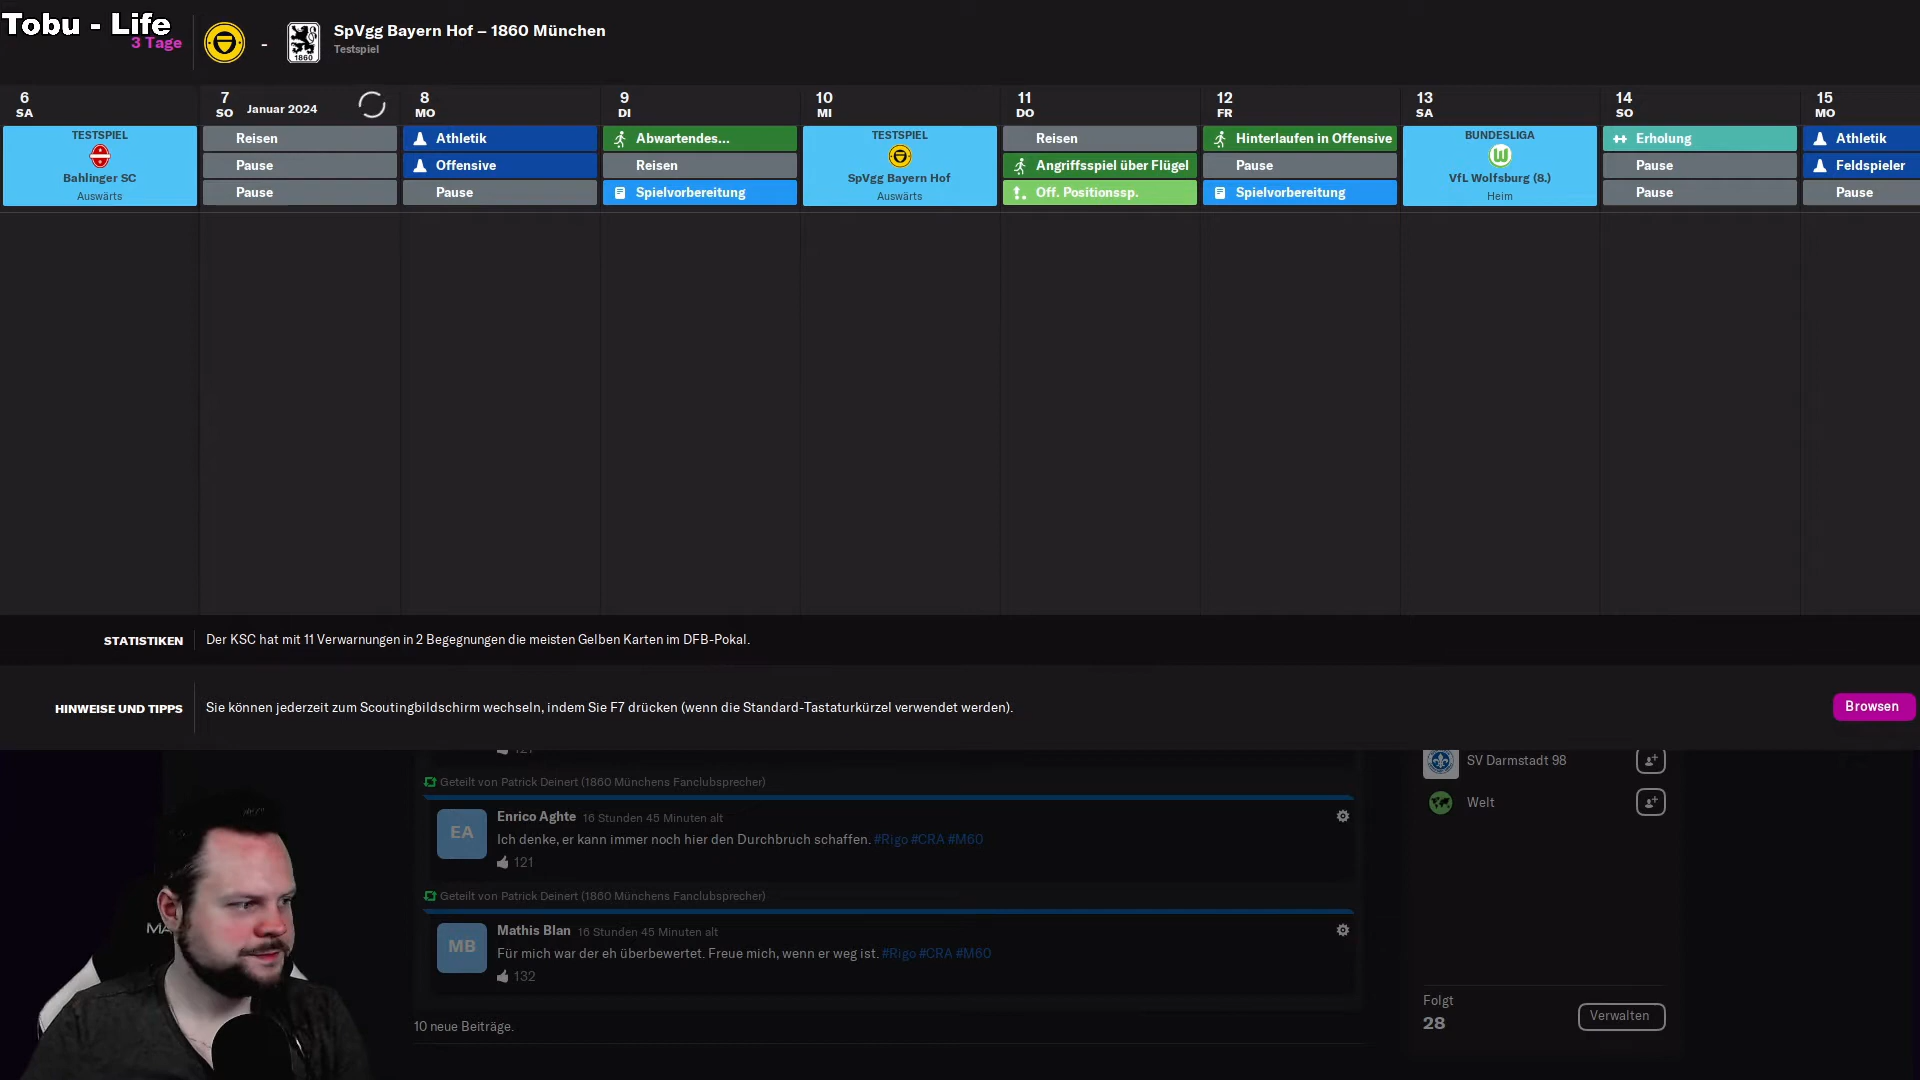 Tobu - Life
3 Tage
-
1860
SpVgg Bayern Hof – 1860 München
Testspiel
6
SA
7
SO
Januar 2024
8
MO
9
DI
10
MI
11
DO
12
FR
13
SA
14
SO
15
MO
TESTSPIEL
Bahlinger SC
Auswärts
Reisen
Pause
Pause
Athletik
Offensive
Pause
Abwartendes...
Reisen
Spielvorbereitung
TESTSPIEL
SpVgg Bayern Hof
Auswärts
Reisen
Angriffsspiel über Flügel
Off. Positionssp.
Hinterlaufen in Offensive
Pause
Spielvorbereitung
BUNDESLIGA
VfL Wolfsburg (8.)
Heim
Erholung
Pause
Pause
Athletik
Feldspieler
Pause
STATISTIKEN
Der KSC hat mit 11 Verwarnungen in 2 Begegnungen die meisten Gelben Karten im DFB-Pokal.
HINWEISE UND TIPPS
Sie können jederzeit zum Scoutingbildschirm wechseln, indem Sie F7 drücken (wenn die Standard-Tastaturkürzel verwendet werden).
Browsen
121
Geteilt von Patrick Deinert (1860 Münchens Fanclubsprecher)
EA
Enrico Aghte 16 Stunden 45 Minuten alt
Ich denke, er kann immer noch hier den Durchbruch schaffen. #Rigo #CRA #M60
121
Geteilt von Patrick Deinert (1860 Münchens Fanclubsprecher)
MB
Mathis Blan 16 Stunden 45 Minuten alt
Für mich war der eh überbewertet. Freue mich, wenn er weg ist. #Rigo #CRA #M60
132
10 neue Beiträge.
SV Darmstadt 98
Welt
Folgt
28
Verwalten